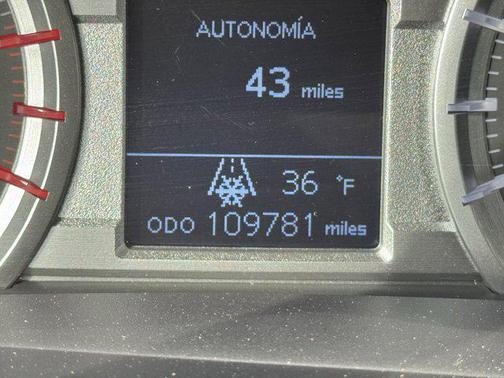 AUTONOMÍA
43 miles
36 °F
ODO 109781 miles